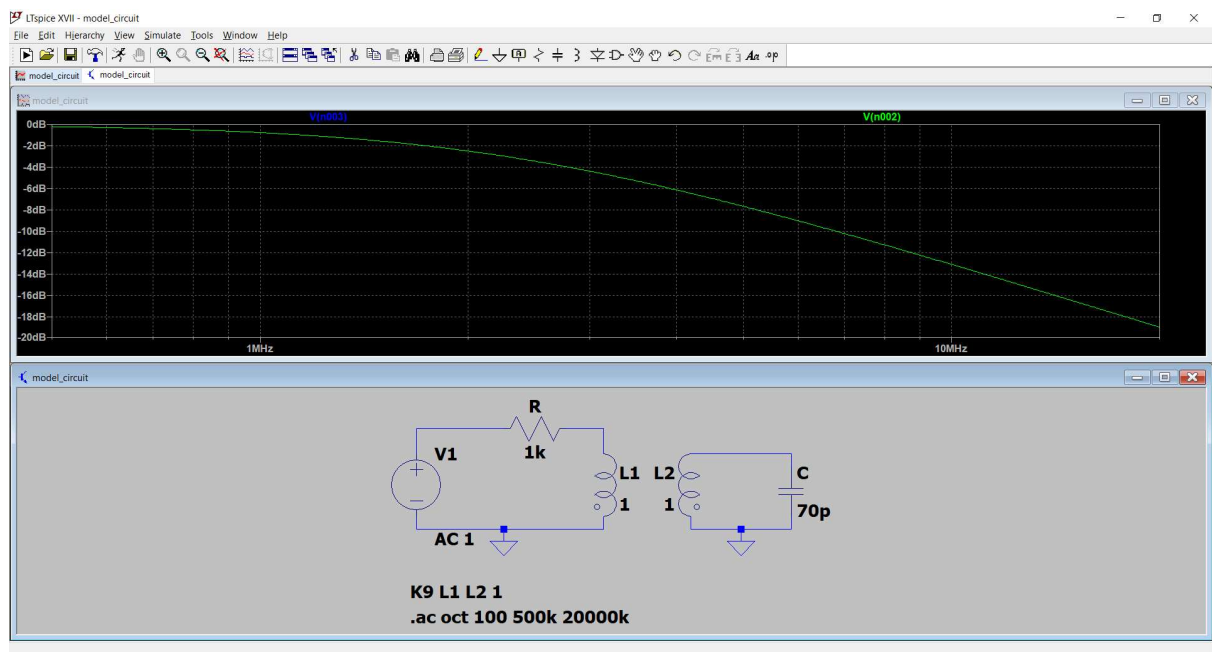 LTspice XVII - model_circuit
File Edit Hierarchy View Simulate Tools Window Help
Aa .op
model_circuit model_circuit
model_circuit
V(n003) V(n002)
0dB
-2dB
-4dB
-6dB
-8dB
-10dB
-12dB
-14dB
-16dB
-18dB
-20dB
1MHz 10MHz
model_circuit
R
1k
V1
L1 L2
C
1 1
70p
AC 1
K9 L1 L2 1
.ac oct 100 500k 20000k